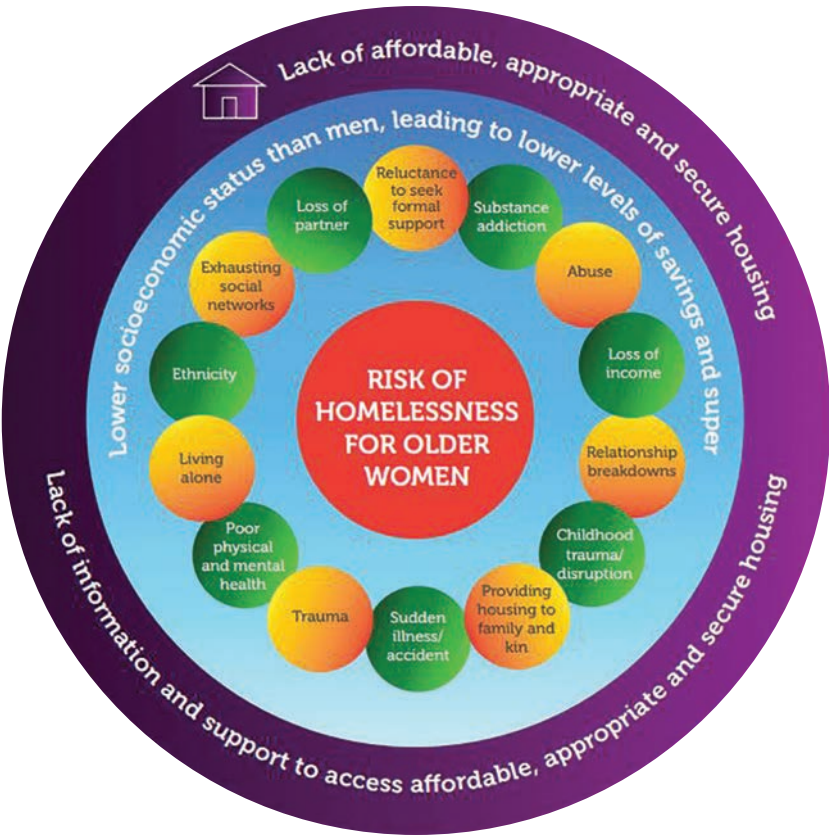 Lack of affordable, appropriate and secure housing
Lower socioeconomic status than men, leading to lower levels of savings and super
Reluctance
to seek
formal
support
Substance
addiction
Abuse
Loss of
income
Relationship
breakdowns
Childhood
trauma/
disruption
Providing
housing to
family and
kin
Sudden
illness/
accident
Trauma
Poor
physical
and mental
health
Living
alone
Ethnicity
Exhausting
social
networks
Loss of
partner
RISK OF
HOMELESSNESS
FOR OLDER
WOMEN
Lack of information and support to access affordable, appropriate and secure housing